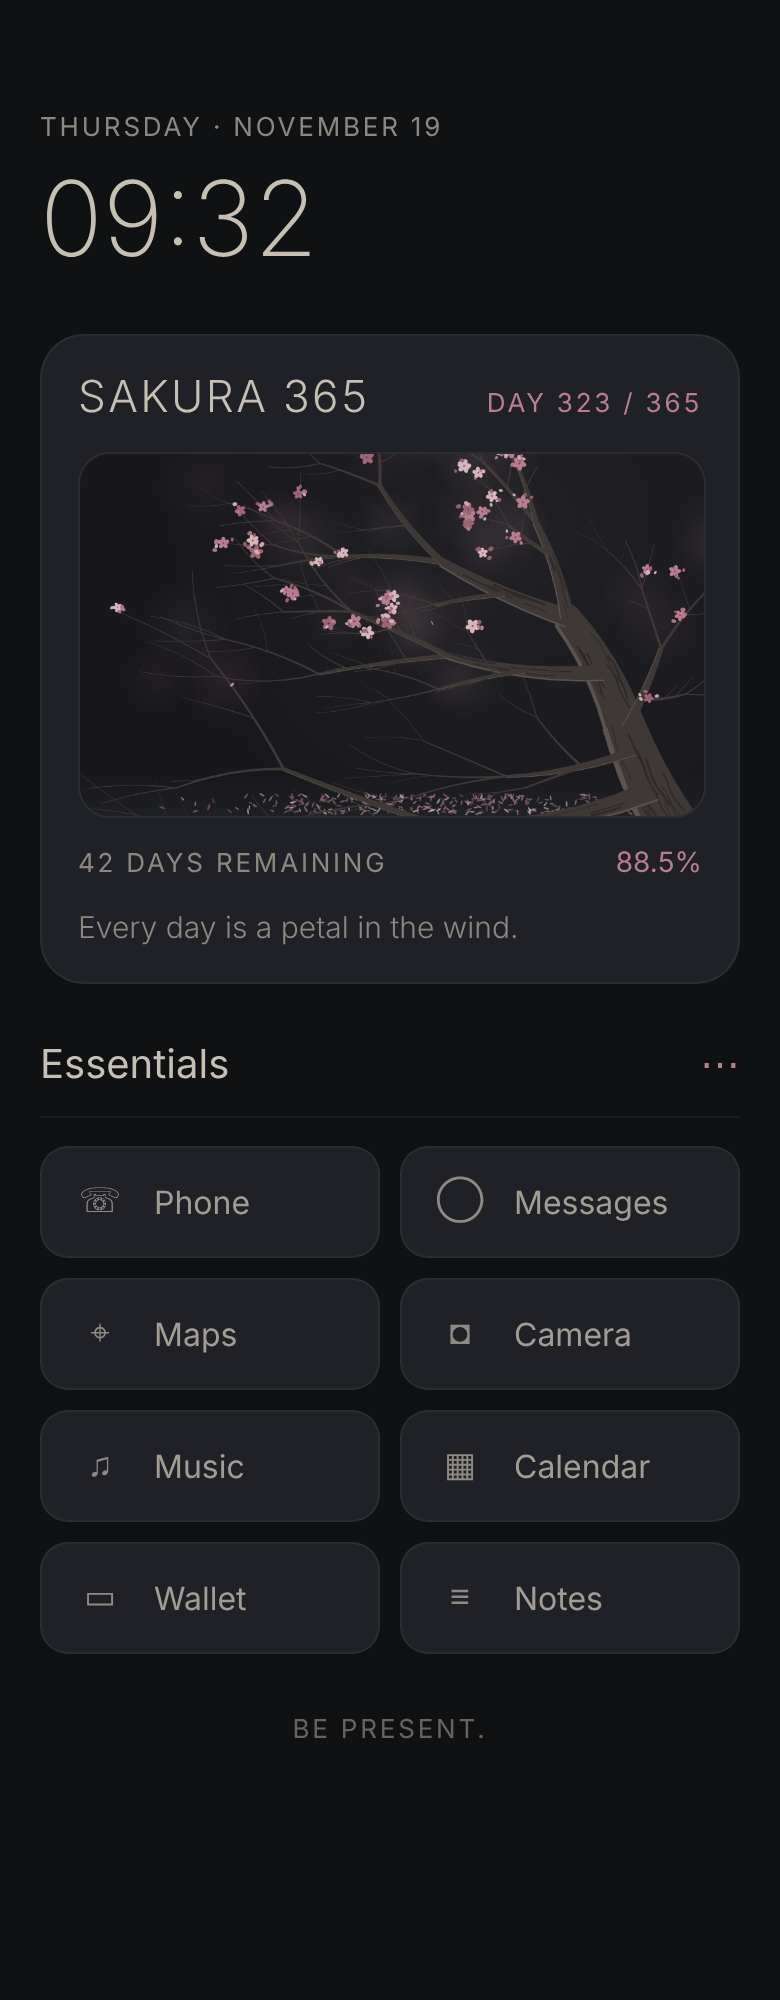 THURSDAY · NOVEMBER 19
09:32
SAKURA 365
DAY 323 / 365
42 DAYS REMAINING
88.5%
Every day is a petal in the wind.
Essentials
Phone
Messages
Maps
Camera
Music
Calendar
Wallet
Notes
BE PRESENT.